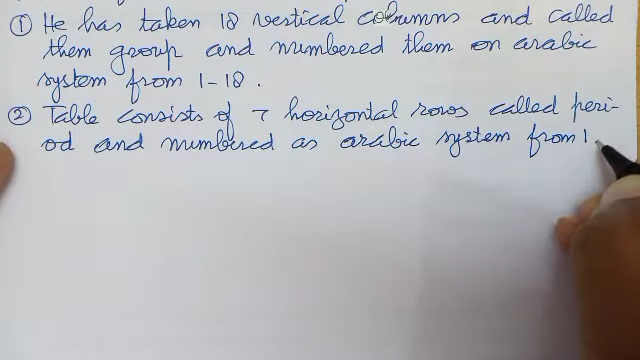 ① He has taken 18 vertical columns and called
them group and numbered them on arabic
system from 1-18.
② Table consists of 7 horizontal rows called peri-
od and numbered as arabic system from 1